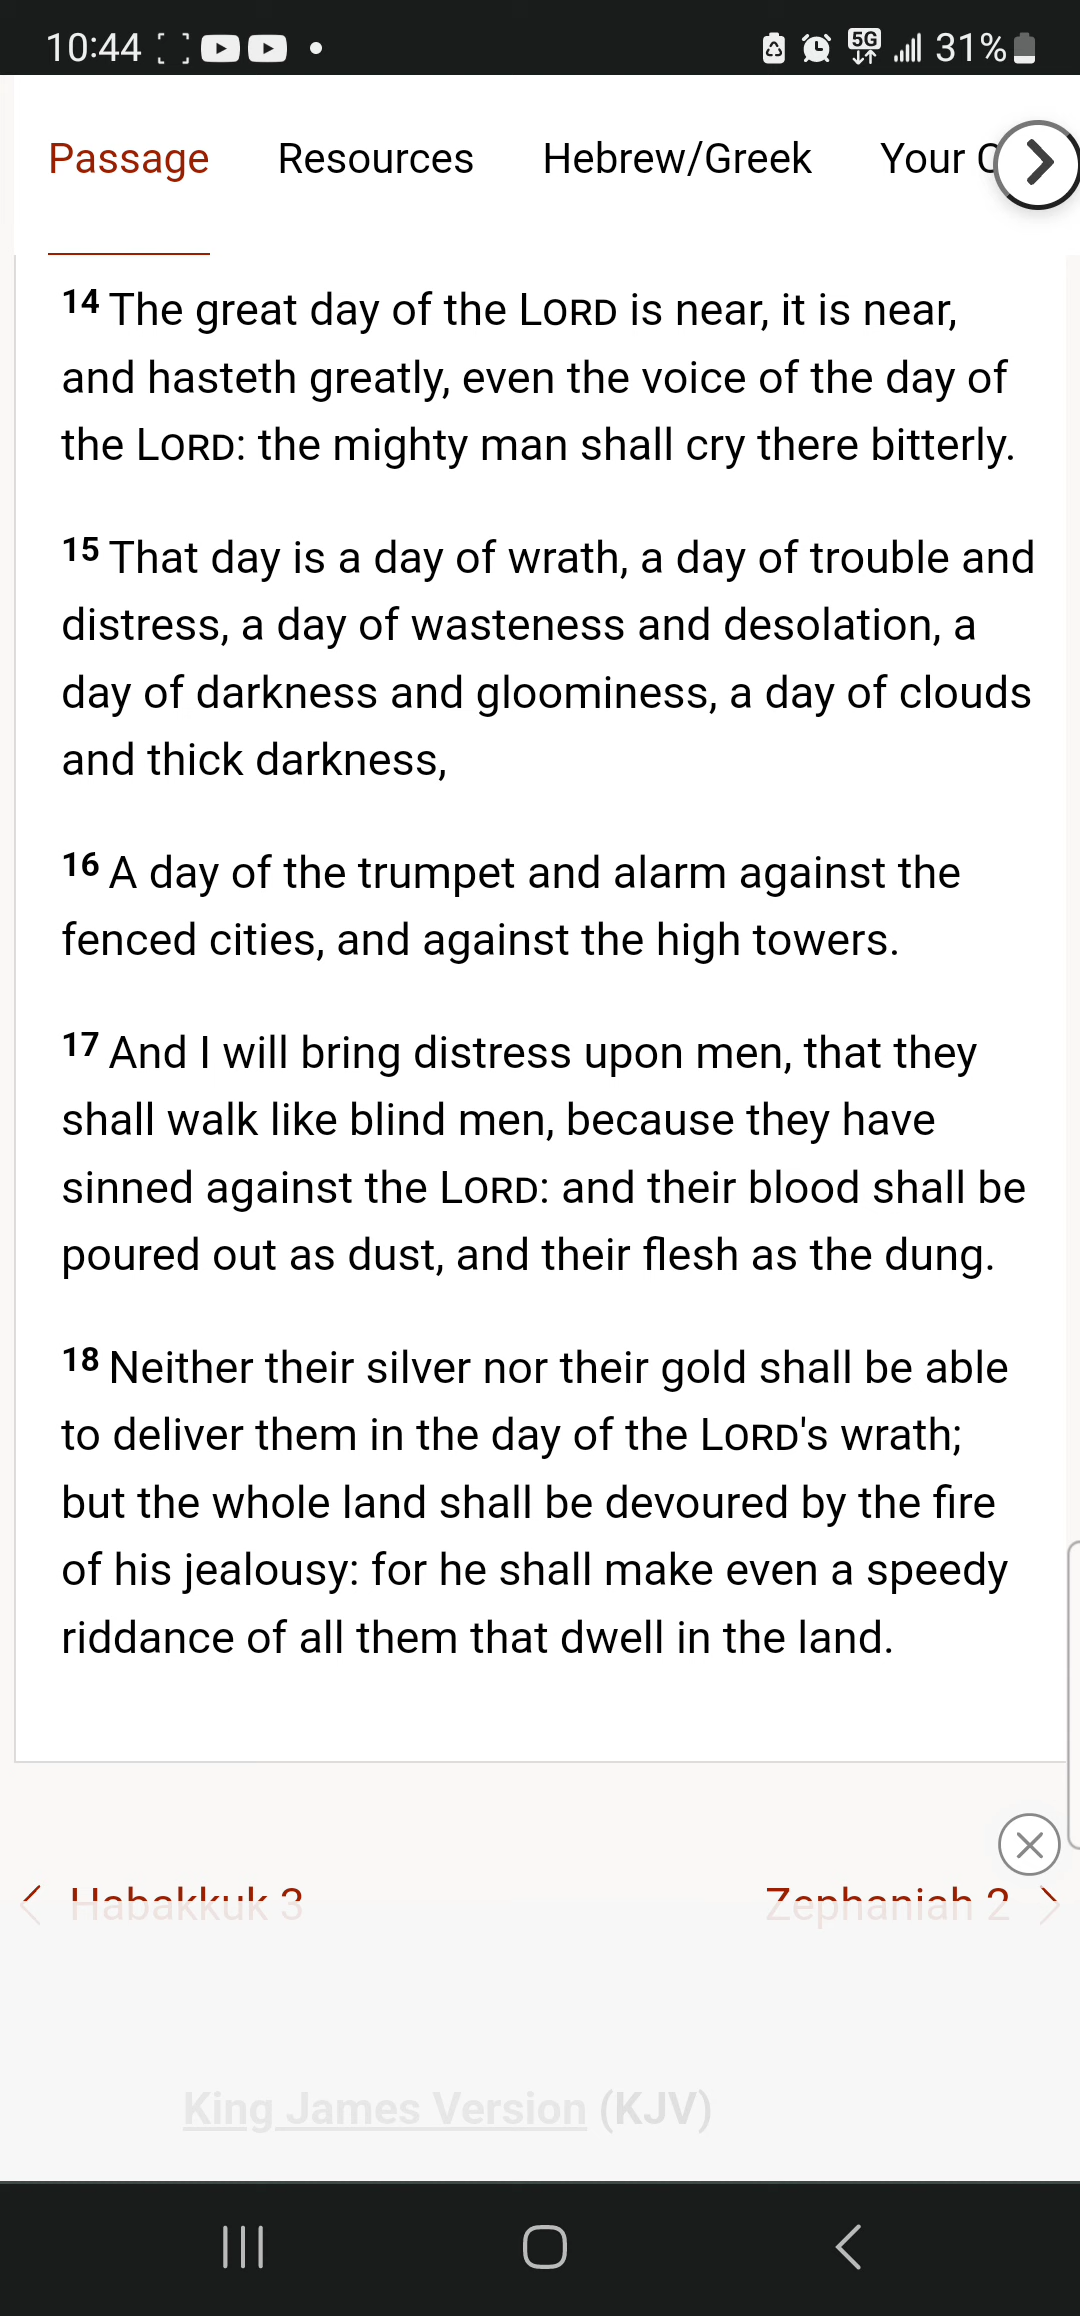 10:44 5G 31%
Passage Resources Hebrew/Greek Your
14 The great day of the LORD is near, it is near,
and hasteth greatly, even the voice of the day of
the LORD: the mighty man shall cry there bitterly.
15 That day is a day of wrath, a day of trouble and
distress, a day of wasteness and desolation, a
day of darkness and gloominess, a day of clouds
and thick darkness,
16 A day of the trumpet and alarm against the
fenced cities, and against the high towers.
17 And I will bring distress upon men, that they
shall walk like blind men, because they have
sinned against the LORD: and their blood shall be
poured out as dust, and their flesh as the dung.
18 Neither their silver nor their gold shall be able
to deliver them in the day of the LORD's wrath;
but the whole land shall be devoured by the fire
of his jealousy: for he shall make even a speedy
riddance of all them that dwell in the land.
Habakkuk 3 Zephaniah 2
King James Version (KJV)